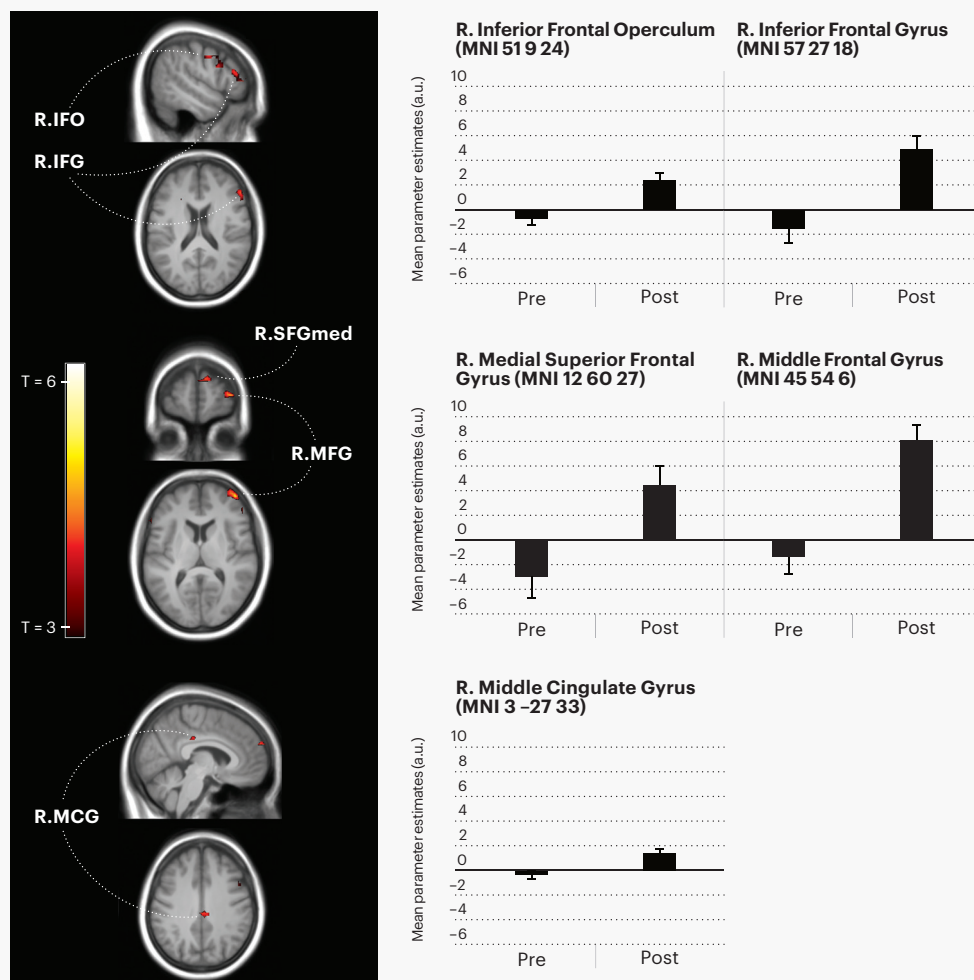 R.IFO
R.IFG
R.SFGmed
T = 6
R.MFG
T = 3
R.MCG
R. Inferior Frontal Operculum
(MNI 51 9 24)
R. Inferior Frontal Gyrus
(MNI 57 27 18)
Mean parameter estimates (a.u.)
10
8
6
4
2
0
–2
–4
–6
Pre
Post
Pre
Post
R. Medial Superior Frontal
Gyrus (MNI 12 60 27)
R. Middle Frontal Gyrus
(MNI 45 54 6)
Mean parameter estimates (a.u.)
10
8
6
4
2
0
–2
–4
–6
Pre
Post
Pre
Post
R. Middle Cingulate Gyrus
(MNI 3 –27 33)
Mean parameter estimates (a.u.)
10
8
6
4
2
0
–2
–4
–6
Pre
Post